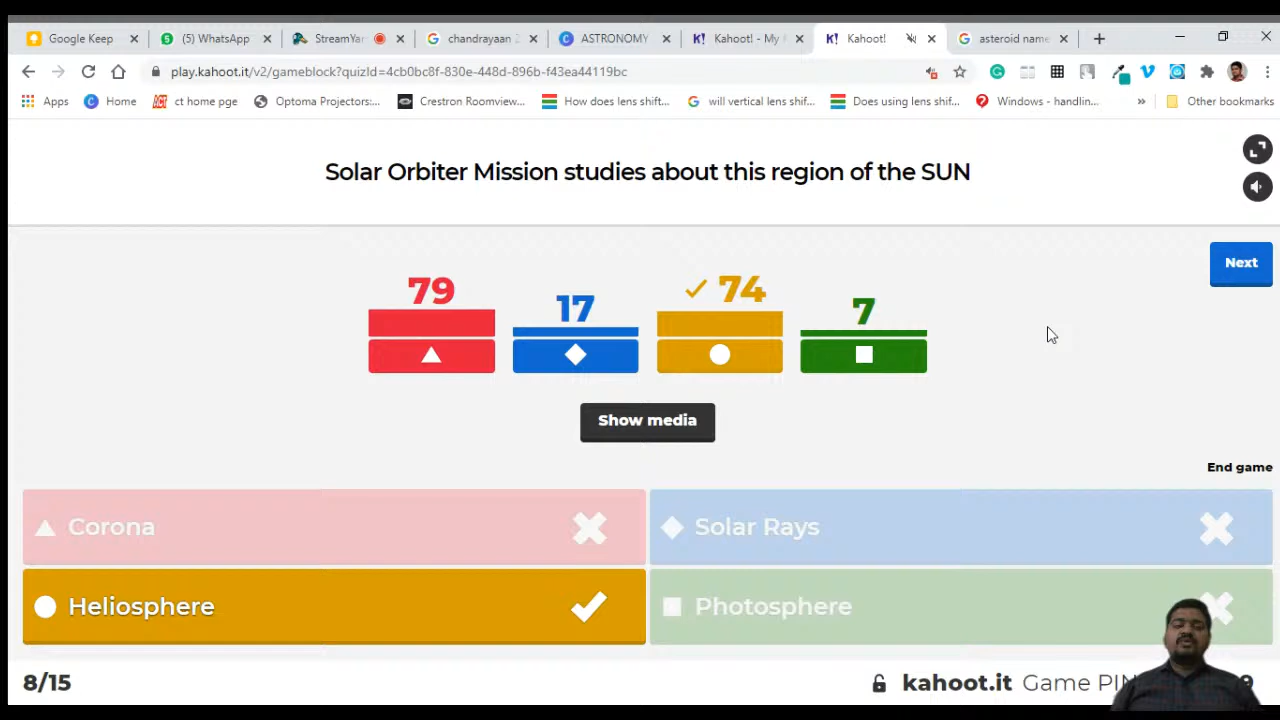 Google Keep
(5) WhatsApp
StreamYar
chandrayaan 2
ASTRONOMY
Kahoot! - My K
Kahoot!
asteroid name
play.kahoot.it/v2/gameblock?quizId=4cb0bc8f-830e-448d-896b-f43ea44119bc
Apps
Home
ct home pge
Optoma Projectors:...
Crestron Roomview...
How does lens shift...
will vertical lens shif...
Does using lens shif...
Windows - handlin...
»
Other bookmarks
Solar Orbiter Mission studies about this region of the SUN
Next
79
17
74
7
Show media
End game
Corona
Solar Rays
Heliosphere
Photosphere
8/15
kahoot.it Game PIN
9